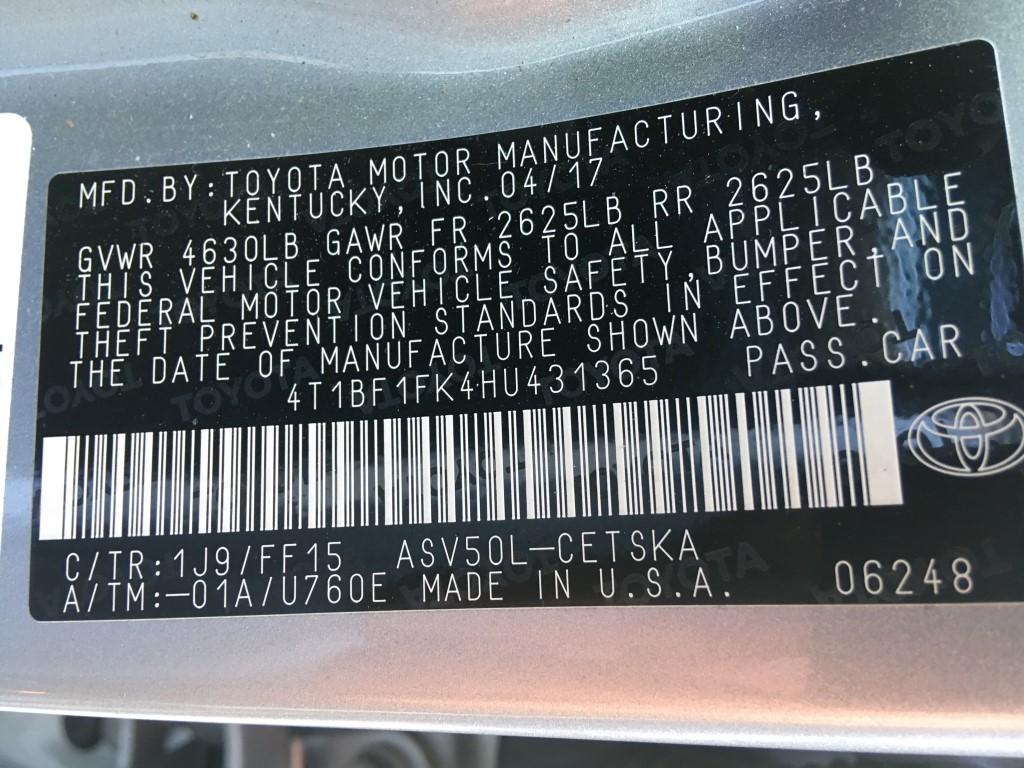 MFD.BY:TOYOTA MOTOR MANUFACTURING,
KENTUCKY,INC. 04/17
GVWR 4630LB GAWR FR 2625LB RR 2625LB
THIS VEHICLE CONFORMS TO ALL APPLICABLE
FEDERAL MOTOR VEHICLE SAFETY,BUMPER,AND
THEFT PREVENTION STANDARDS IN EFFECT ON
THE DATE OF MANUFACTURE SHOWN ABOVE.
4T1BF1FK4HU431365 PASS.CAR
C/TR:1J9/FF15 ASV50L-CETSKA
A/TM:-01A/U760E MADE IN U.S.A. 06248